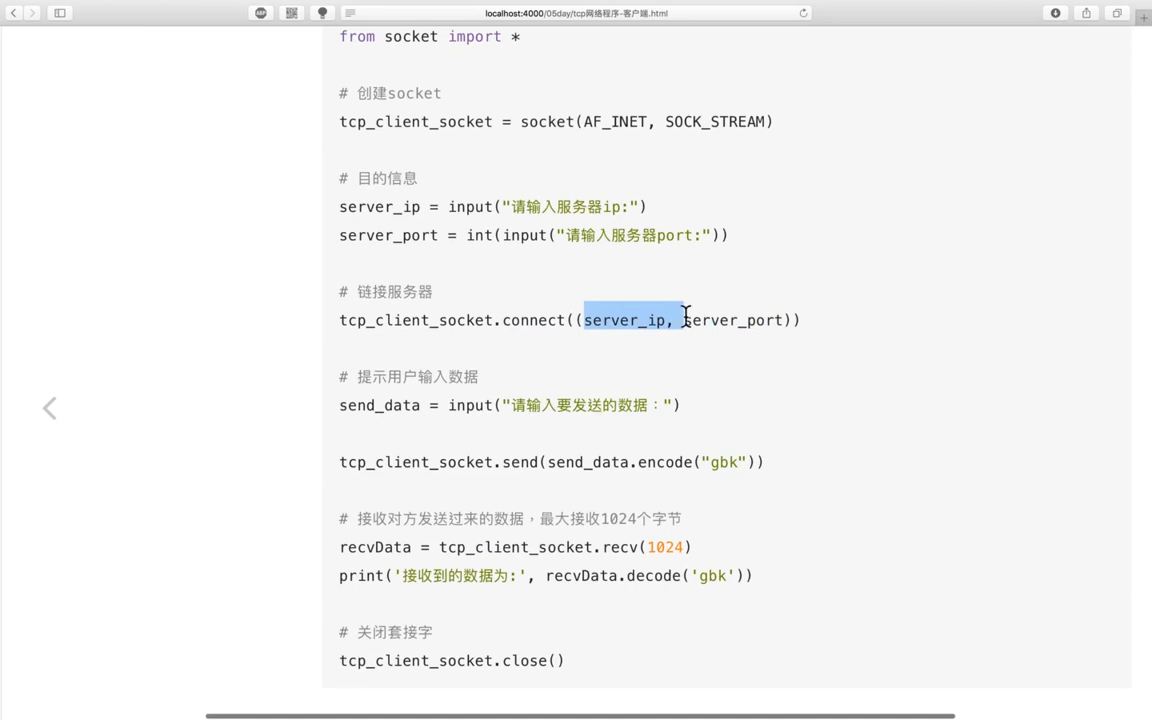 localhost:4000/05day/tcp网络程序-客户端.html
from socket import *
# 创建socket
tcp_client_socket = socket(AF_INET, SOCK_STREAM)
# 目的信息
server_ip = input("请输入服务器ip:")
server_port = int(input("请输入服务器port:"))
# 链接服务器
tcp_client_socket.connect((server_ip, server_port))
# 提示用户输入数据
send_data = input("请输入要发送的数据：")
tcp_client_socket.send(send_data.encode("gbk"))
# 接收对方发送过来的数据，最大接收1024个字节
recvData = tcp_client_socket.recv(1024)
print('接收到的数据为:', recvData.decode('gbk'))
# 关闭套接字
tcp_client_socket.close()